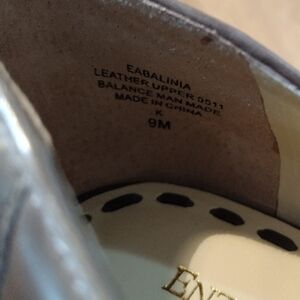 EABALINIA
LEATHER UPPER 0511
BALANCE MAN MADE
MADE IN CHINA
K
9M